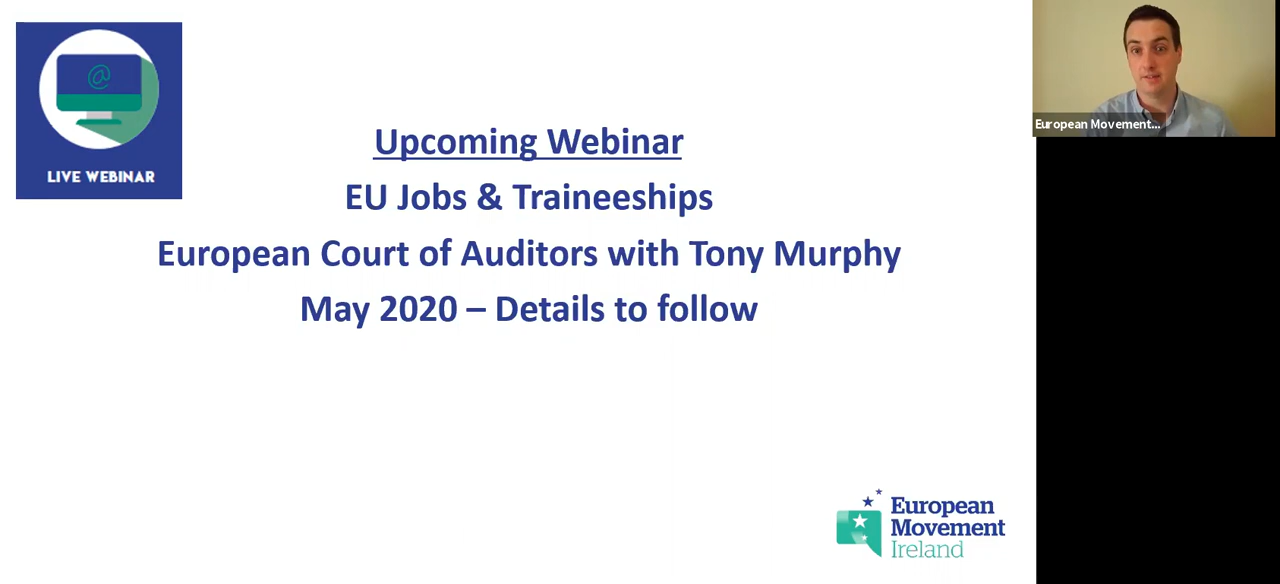 @
LIVE WEBINAR
Upcoming Webinar
EU Jobs & Traineeships
European Court of Auditors with Tony Murphy
May 2020 – Details to follow
European Movement...
European
Movement
Ireland